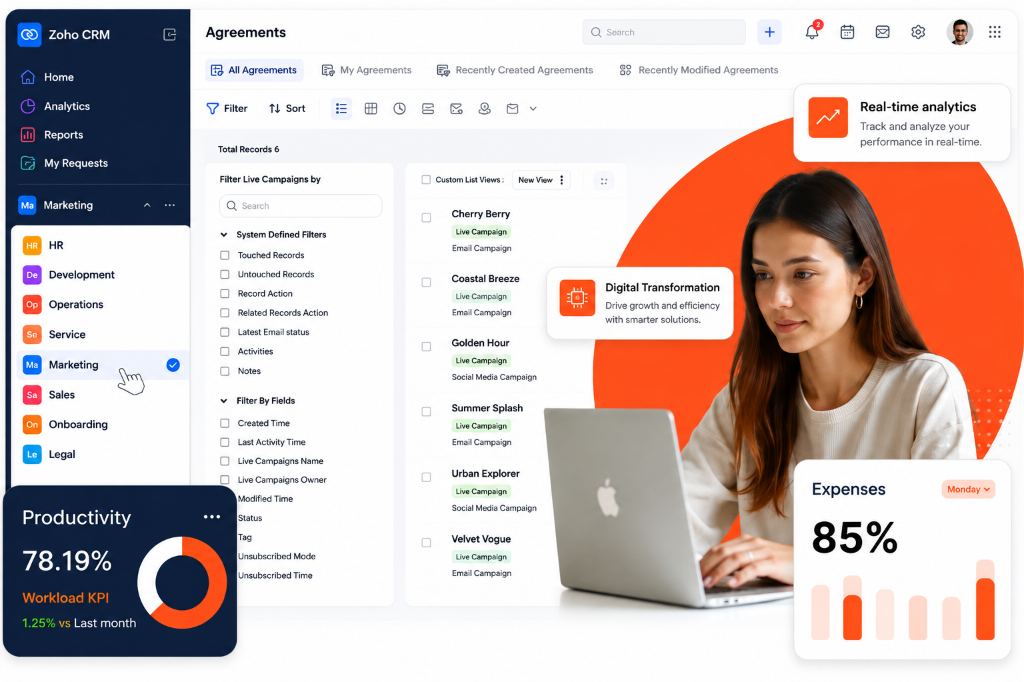 Zoho CRM
Home
Analytics
Reports
My Requests
Ma Marketing
HR HR
De Development
Op Operations
Se Service
Ma Marketing
Sa Sales
On Onboarding
Le Legal
Productivity
78.19%
Workload KPI
1.25% vs Last month
Agreements
Search
2
All Agreements
My Agreements
Recently Created Agreements
Recently Modified Agreements
Filter
Sort
Total Records 6
Filter Live Campaigns by
Search
System Defined Filters
Touched Records
Untouched Records
Record Action
Related Records Action
Latest Email status
Activities
Notes
Filter By Fields
Created Time
Last Activity Time
Live Campaigns Name
Live Campaigns Owner
Modified Time
Status
Tag
Unsubscribed Mode
Unsubscribed Time
Custom List Views :
New View
Cherry Berry
Live Campaign
Email Campaign
Coastal Breeze
Live Campaign
Email Campaign
Golden Hour
Live Campaign
Social Media Campaign
Summer Splash
Live Campaign
Email Campaign
Urban Explorer
Live Campaign
Social Media Campaign
Velvet Vogue
Live Campaign
Email Campaign
Real-time analytics
Track and analyze your
performance in real-time.
Digital Transformation
Drive growth and efficiency
with smarter solutions.
Expenses
Monday
85%